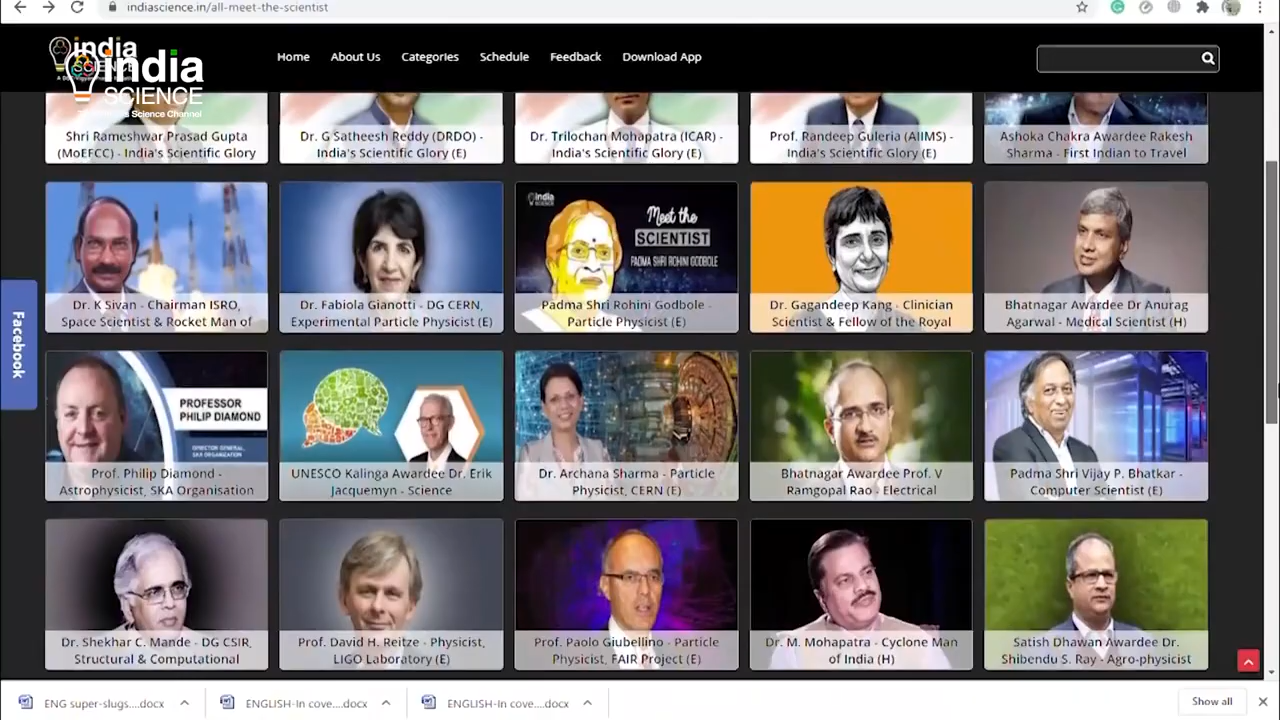 indiascience.in/all-meet-the-scientist
india
india
SCIENCE
Science Channel
Home
About Us
Categories
Schedule
Feedback
Download App
Shri Rameshwar Prasad Gupta
(MoEFCC) - India's Scientific Glory
Dr. G Satheesh Reddy (DRDO) -
India's Scientific Glory (E)
Dr. Trilochan Mohapatra (ICAR) -
India's Scientific Glory (E)
Prof. Randeep Guleria (AIIMS) -
India's Scientific Glory (E)
Ashoka Chakra Awardee Rakesh
Sharma - First Indian to Travel
Facebook
Dr. K Sivan - Chairman ISRO,
Space Scientist & Rocket Man of
Dr. Fabiola Gianotti - DG CERN,
Experimental Particle Physicist (E)
india
Meet the
SCIENTIST
PADMA SHRI ROHINI GODBOLE
Padma Shri Rohini Godbole -
Particle Physicist (E)
Dr. Gagandeep Kang - Clinician
Scientist & Fellow of the Royal
Bhatnagar Awardee Dr Anurag
Agarwal - Medical Scientist (H)
PROFESSOR
PHILIP DIAMOND
DIRECTOR GENERAL,
SKA ORGANISATION
Prof. Philip Diamond -
Astrophysicist, SKA Organisation
UNESCO Kalinga Awardee Dr. Erik
Jacquemyn - Science
Dr. Archana Sharma - Particle
Physicist, CERN (E)
Bhatnagar Awardee Prof. V
Ramgopal Rao - Electrical
Padma Shri Vijay P. Bhatkar -
Computer Scientist (E)
Dr. Shekhar C. Mande - DG CSIR,
Structural & Computational
Prof. David H. Reitze - Physicist,
LIGO Laboratory (E)
Prof. Paolo Giubellino - Particle
Physicist, FAIR Project (E)
Dr. M. Mohapatra - Cyclone Man
of India (H)
Satish Dhawan Awardee Dr.
Shibendu S. Ray - Agro-physicist
ENG super-slugs....docx
ENGLISH-In cove....docx
ENGLISH-In cove....docx
Show all